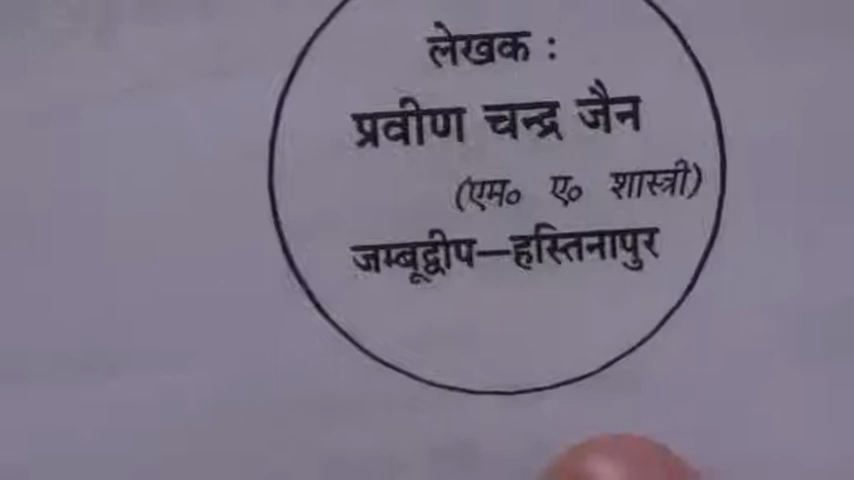 लेखक :
प्रवीण चन्द्र जैन
(एम० ए० शास्त्री)
जम्बूद्वीप—हस्तिनापुर